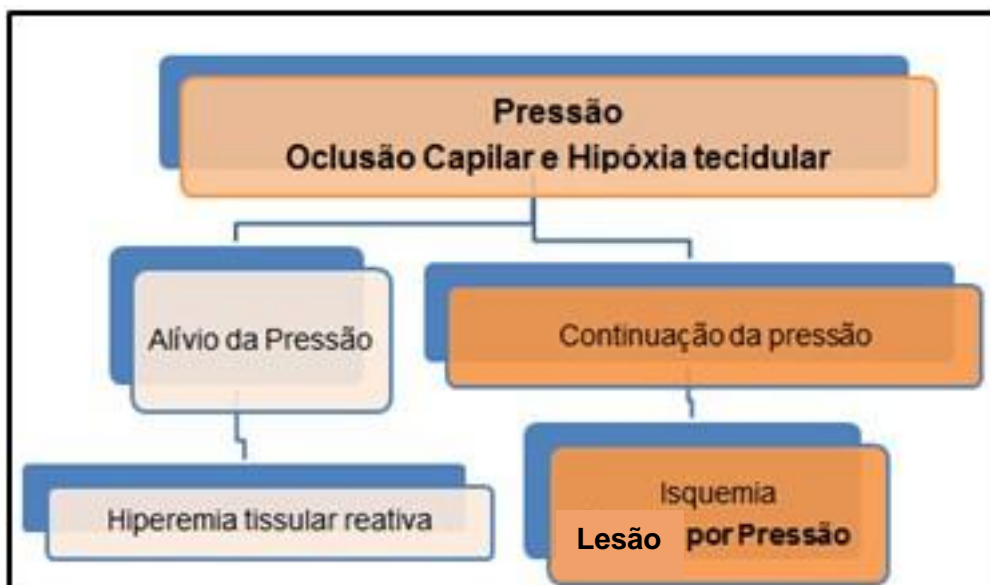 Pressão
Oclusão Capilar e Hipóxia tecidular
Alívio da Pressão
Continuação da pressão
Hiperemia tissular reativa
Isquemia
Lesão por Pressão